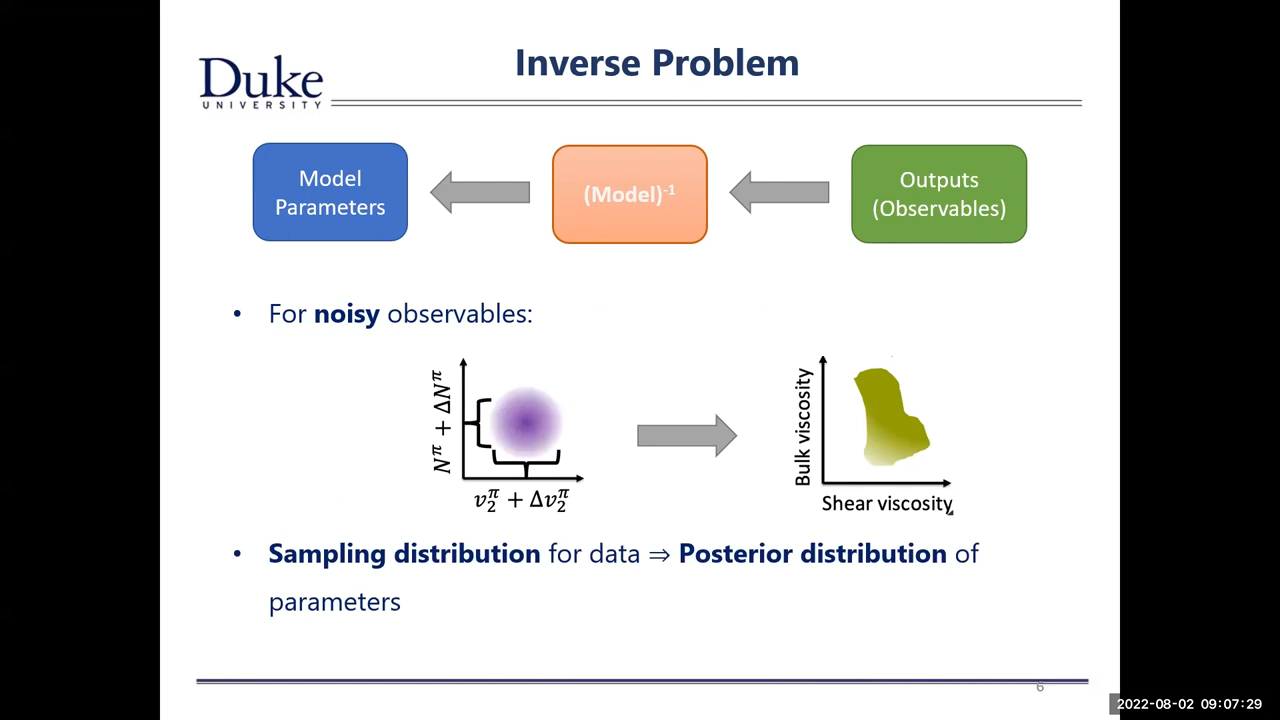 Duke
UNIVERSITY
Inverse Problem
Model
Parameters
(Model)⁻¹
Outputs
(Observables)
• For noisy observables:
N^π + ΔN^π
v₂^π + Δv₂^π
Bulk viscosity
Shear viscosity
• Sampling distribution for data ⇒ Posterior distribution of
parameters
6
2022-08-02 09:07:29